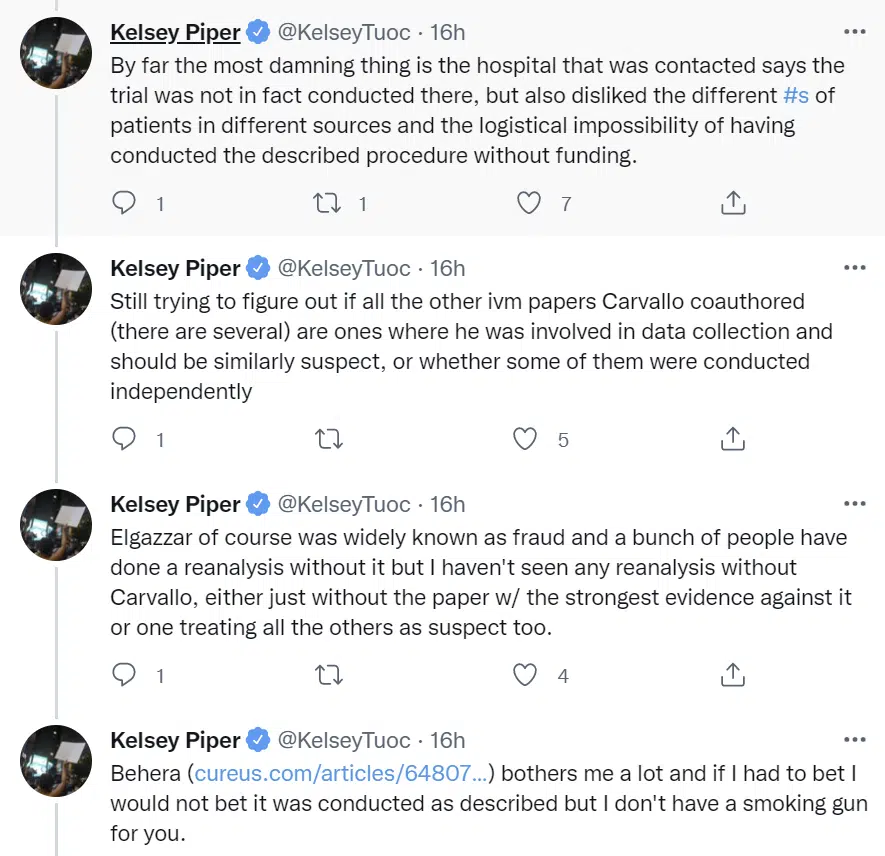 Kelsey Piper @KelseyTuoc · 16h
By far the most damning thing is the hospital that was contacted says the
trial was not in fact conducted there, but also disliked the different #s of
patients in different sources and the logistical impossibility of having
conducted the described procedure without funding.
1 1 7
Kelsey Piper @KelseyTuoc · 16h
Still trying to figure out if all the other ivm papers Carvallo coauthored
(there are several) are ones where he was involved in data collection and
should be similarly suspect, or whether some of them were conducted
independently
1 5
Kelsey Piper @KelseyTuoc · 16h
Elgazzar of course was widely known as fraud and a bunch of people have
done a reanalysis without it but I haven't seen any reanalysis without
Carvallo, either just without the paper w/ the strongest evidence against it
or one treating all the others as suspect too.
1 4
Kelsey Piper @KelseyTuoc · 16h
Behera (cureus.com/articles/64807...) bothers me a lot and if I had to bet I
would not bet it was conducted as described but I don't have a smoking gun
for you.